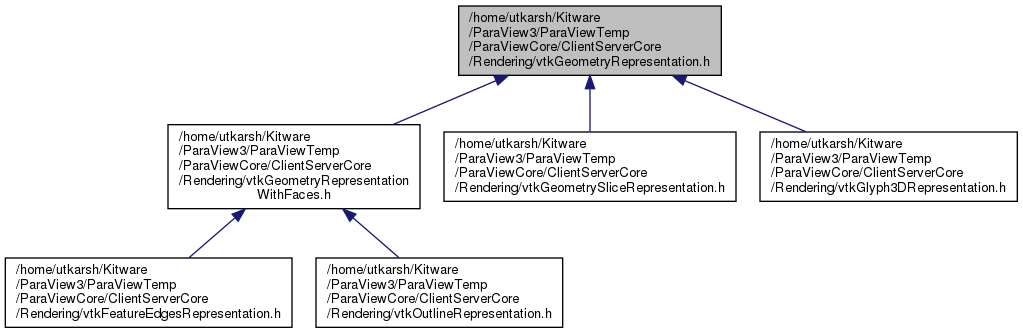 /home/utkarsh/Kitware
/ParaView3/ParaViewTemp
/ParaViewCore/ClientServerCore
/Rendering/vtkGeometryRepresentation.h
/home/utkarsh/Kitware
/ParaView3/ParaViewTemp
/ParaViewCore/ClientServerCore
/Rendering/vtkGeometryRepresentation
WithFaces.h
/home/utkarsh/Kitware
/ParaView3/ParaViewTemp
/ParaViewCore/ClientServerCore
/Rendering/vtkGeometrySliceRepresentation.h
/home/utkarsh/Kitware
/ParaView3/ParaViewTemp
/ParaViewCore/ClientServerCore
/Rendering/vtkGlyph3DRepresentation.h
/home/utkarsh/Kitware
/ParaView3/ParaViewTemp
/ParaViewCore/ClientServerCore
/Rendering/vtkFeatureEdgesRepresentation.h
/home/utkarsh/Kitware
/ParaView3/ParaViewTemp
/ParaViewCore/ClientServerCore
/Rendering/vtkOutlineRepresentation.h